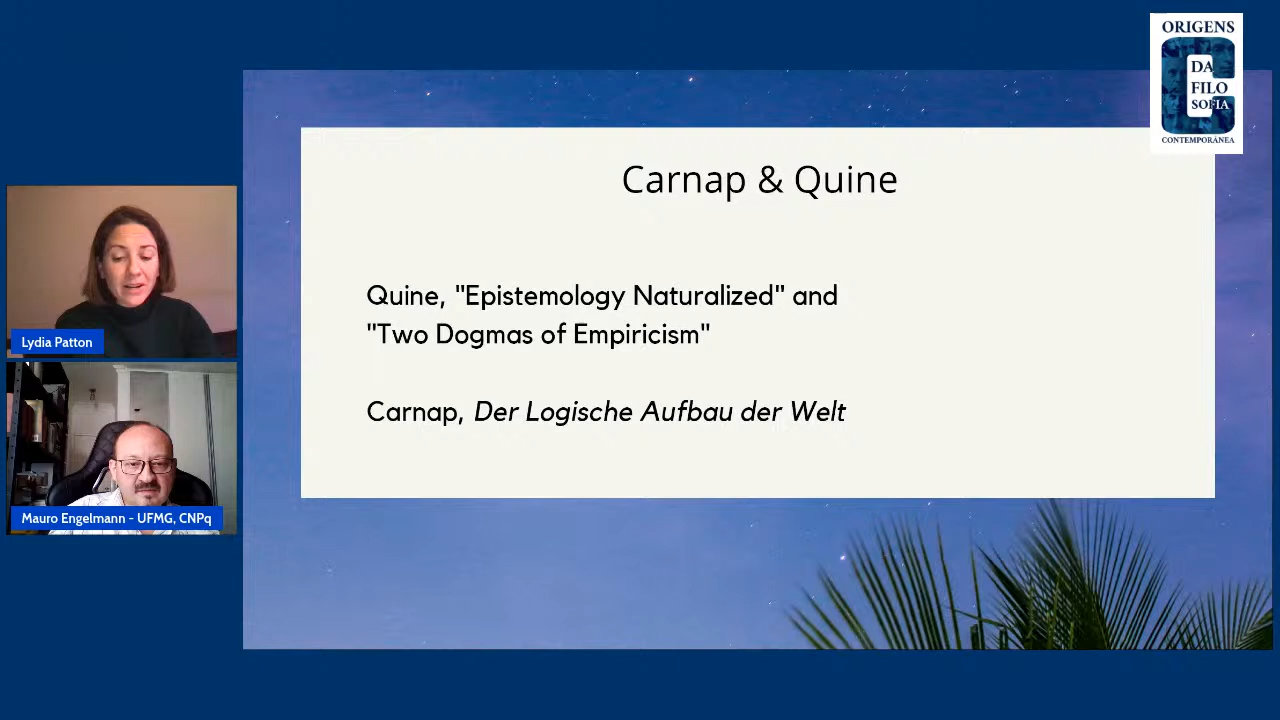 ORIGENS
DA
FILO
SOFIA
CONTEMPORÂNEA
Carnap & Quine
Quine, "Epistemology Naturalized" and
"Two Dogmas of Empiricism"
Carnap, Der Logische Aufbau der Welt
Lydia Patton
Mauro Engelmann - UFMG, CNPq